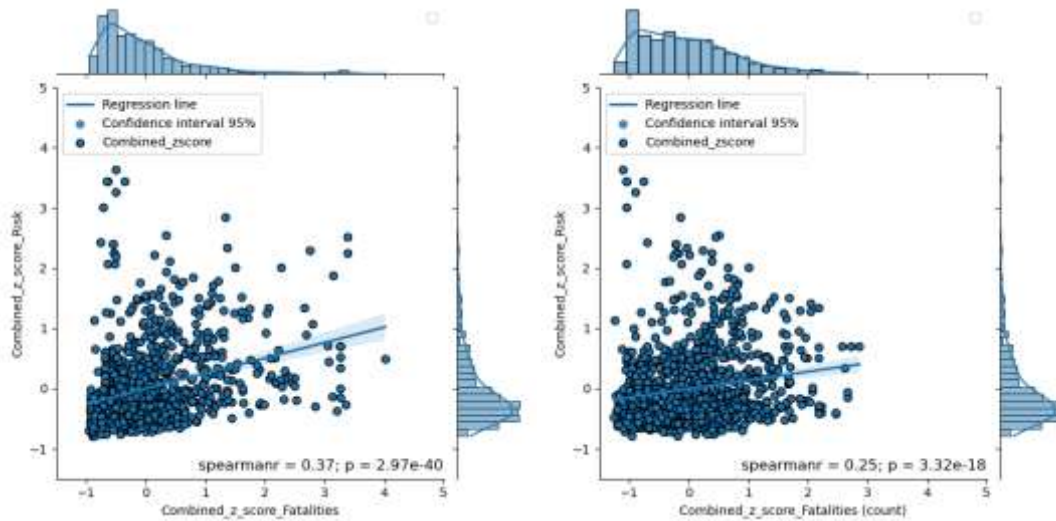 5
4
3
2
1
0
−1
Combined_z_score_Risk
Regression line
Confidence interval 95%
Combined_zscore
spearmanr = 0.37; p = 2.97e-40
−1 0 1 2 3 4 5
Combined_z_score_Fatalities
5
4
3
2
1
0
−1
Combined_z_score_Risk
Regression line
Confidence interval 95%
Combined_zscore
spearmanr = 0.25; p = 3.32e-18
−1 0 1 2 3 4 5
Combined_z_score_Fatalities (count)